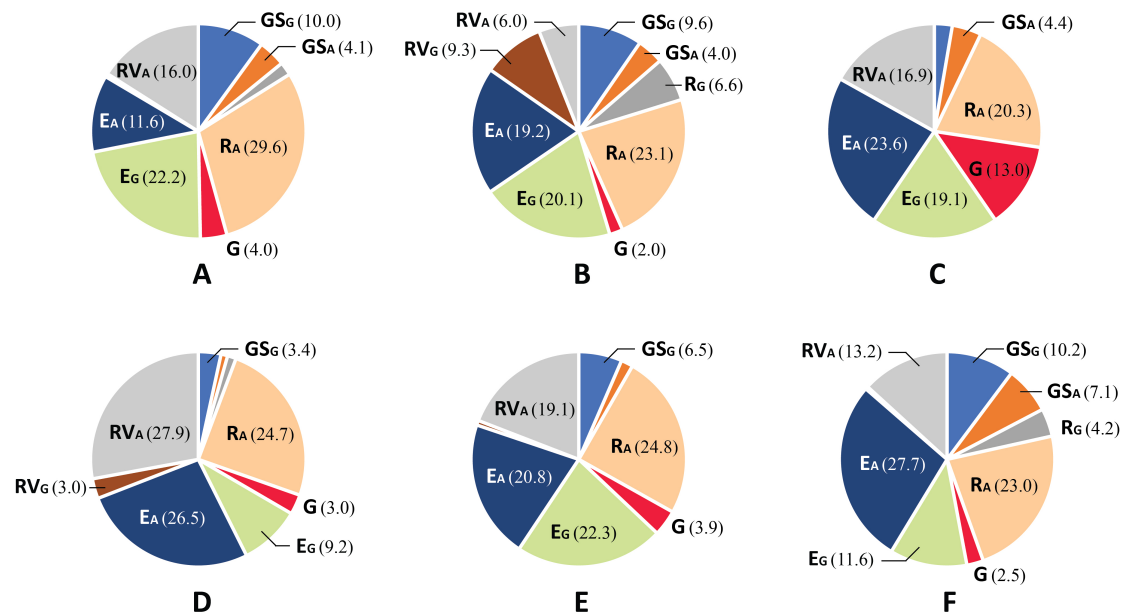 GSG (10.0)
GSA (4.1)
RVA (16.0)
EA (11.6)
RA (29.6)
EG (22.2)
G (4.0)
A
RVA (6.0)
GSG (9.6)
RVG (9.3)
GSA (4.0)
RG (6.6)
EA (19.2)
RA (23.1)
EG (20.1)
G (2.0)
B
GSA (4.4)
RVA (16.9)
RA (20.3)
EA (23.6)
G (13.0)
EG (19.1)
C
GSG (3.4)
RVA (27.9)
RA (24.7)
RVG (3.0)
G (3.0)
EA (26.5)
EG (9.2)
D
GSG (6.5)
RVA (19.1)
RA (24.8)
EA (20.8)
G (3.9)
EG (22.3)
E
RVA (13.2)
GSG (10.2)
GSA (7.1)
RG (4.2)
EA (27.7)
RA (23.0)
EG (11.6)
G (2.5)
F